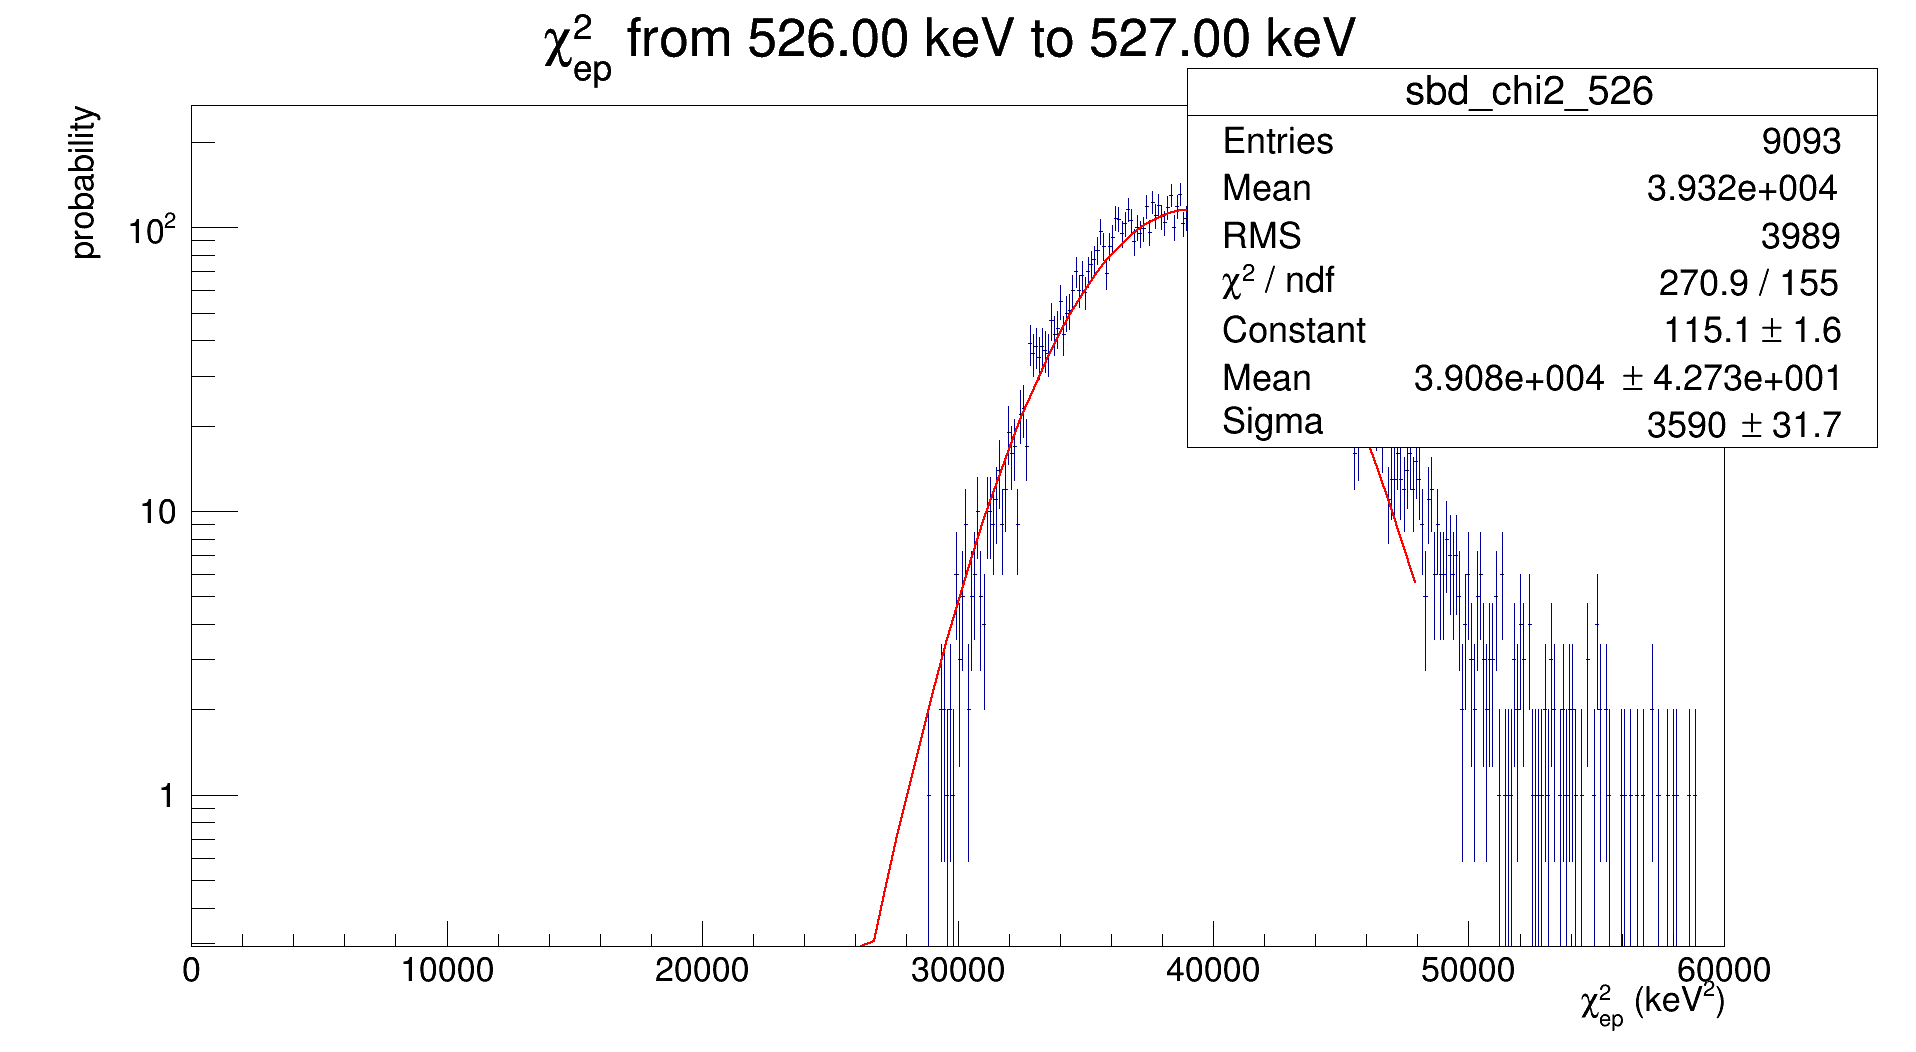 χ²ep from 526.00 keV to 527.00 keV
probability
sbd_chi2_526
Entries 9093
Mean 3.932e+004
RMS 3989
χ² / ndf 270.9 / 155
Constant 115.1 ± 1.6
Mean 3.908e+004 ± 4.273e+001
Sigma 3590 ± 31.7
10²
10
1
0 10000 20000 30000 40000 50000 60000
χ²ep (keV²)